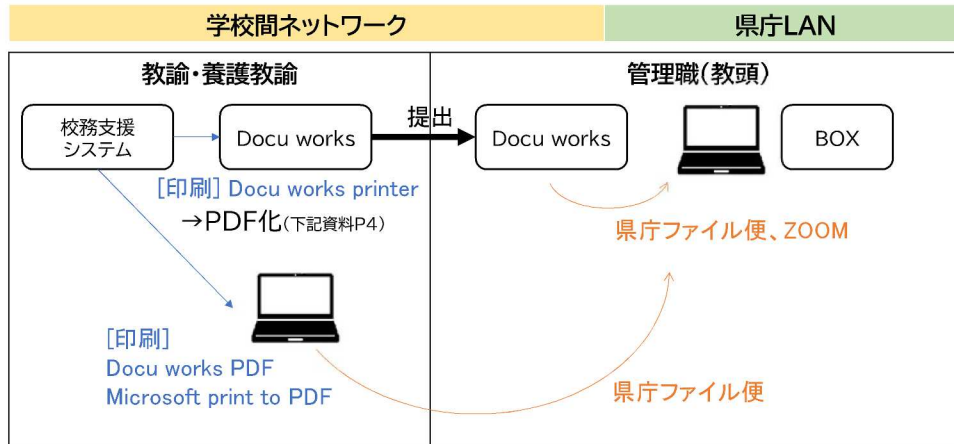 学校間ネットワーク
県庁LAN
教諭・養護教諭
管理職(教頭)
校務支援
システム
Docu works
提出
Docu works
BOX
[印刷] Docu works printer
→PDF化(下記資料P4)
県庁ファイル便、ZOOM
[印刷]
Docu works PDF
Microsoft print to PDF
県庁ファイル便